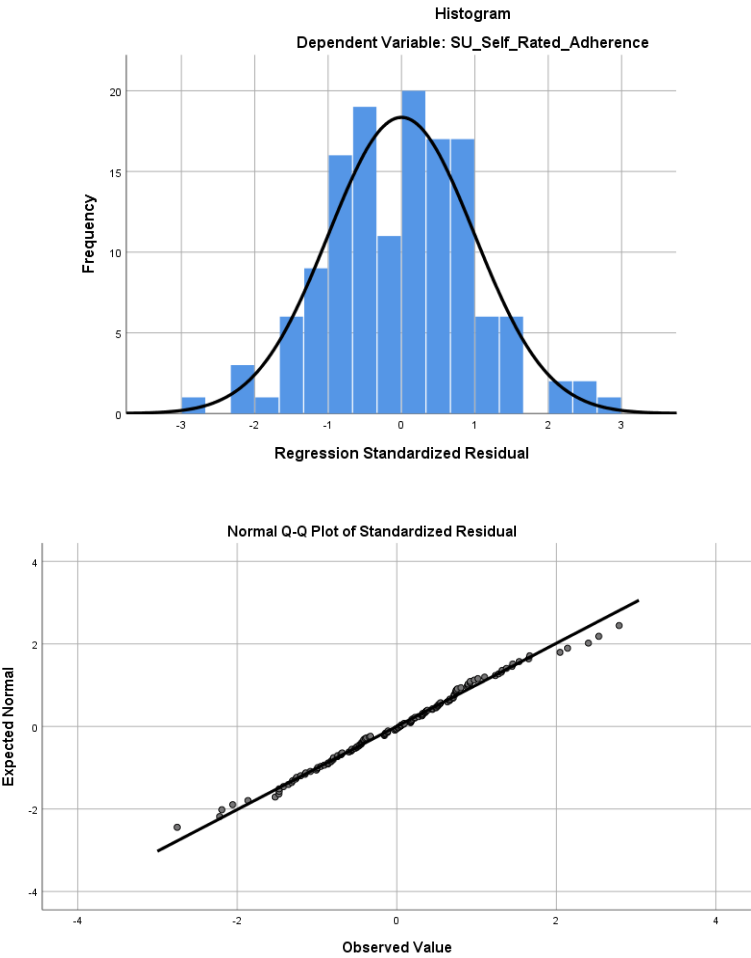 Histogram
Dependent Variable: SU_Self_Rated_Adherence
Frequency
20
15
10
5
0
-3 -2 -1 0 1 2 3
Regression Standardized Residual
Normal Q-Q Plot of Standardized Residual
Expected Normal
4
2
0
-2
-4
-4 -2 0 2 4
Observed Value